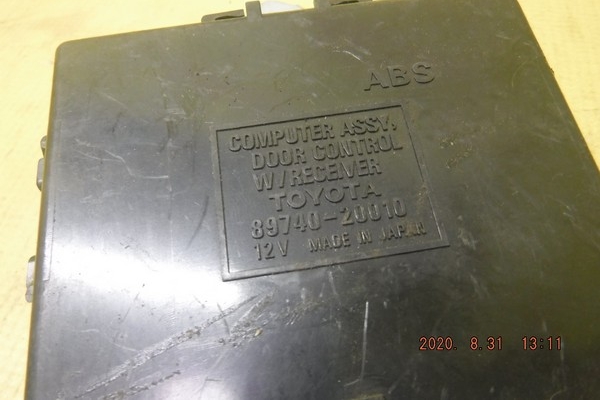 ABS
COMPUTER ASSY,
DOOR CONTROL
W/RECEIVER
TOYOTA
89740-20010
12V MADE IN JAPAN
2020. 8.31 13:11